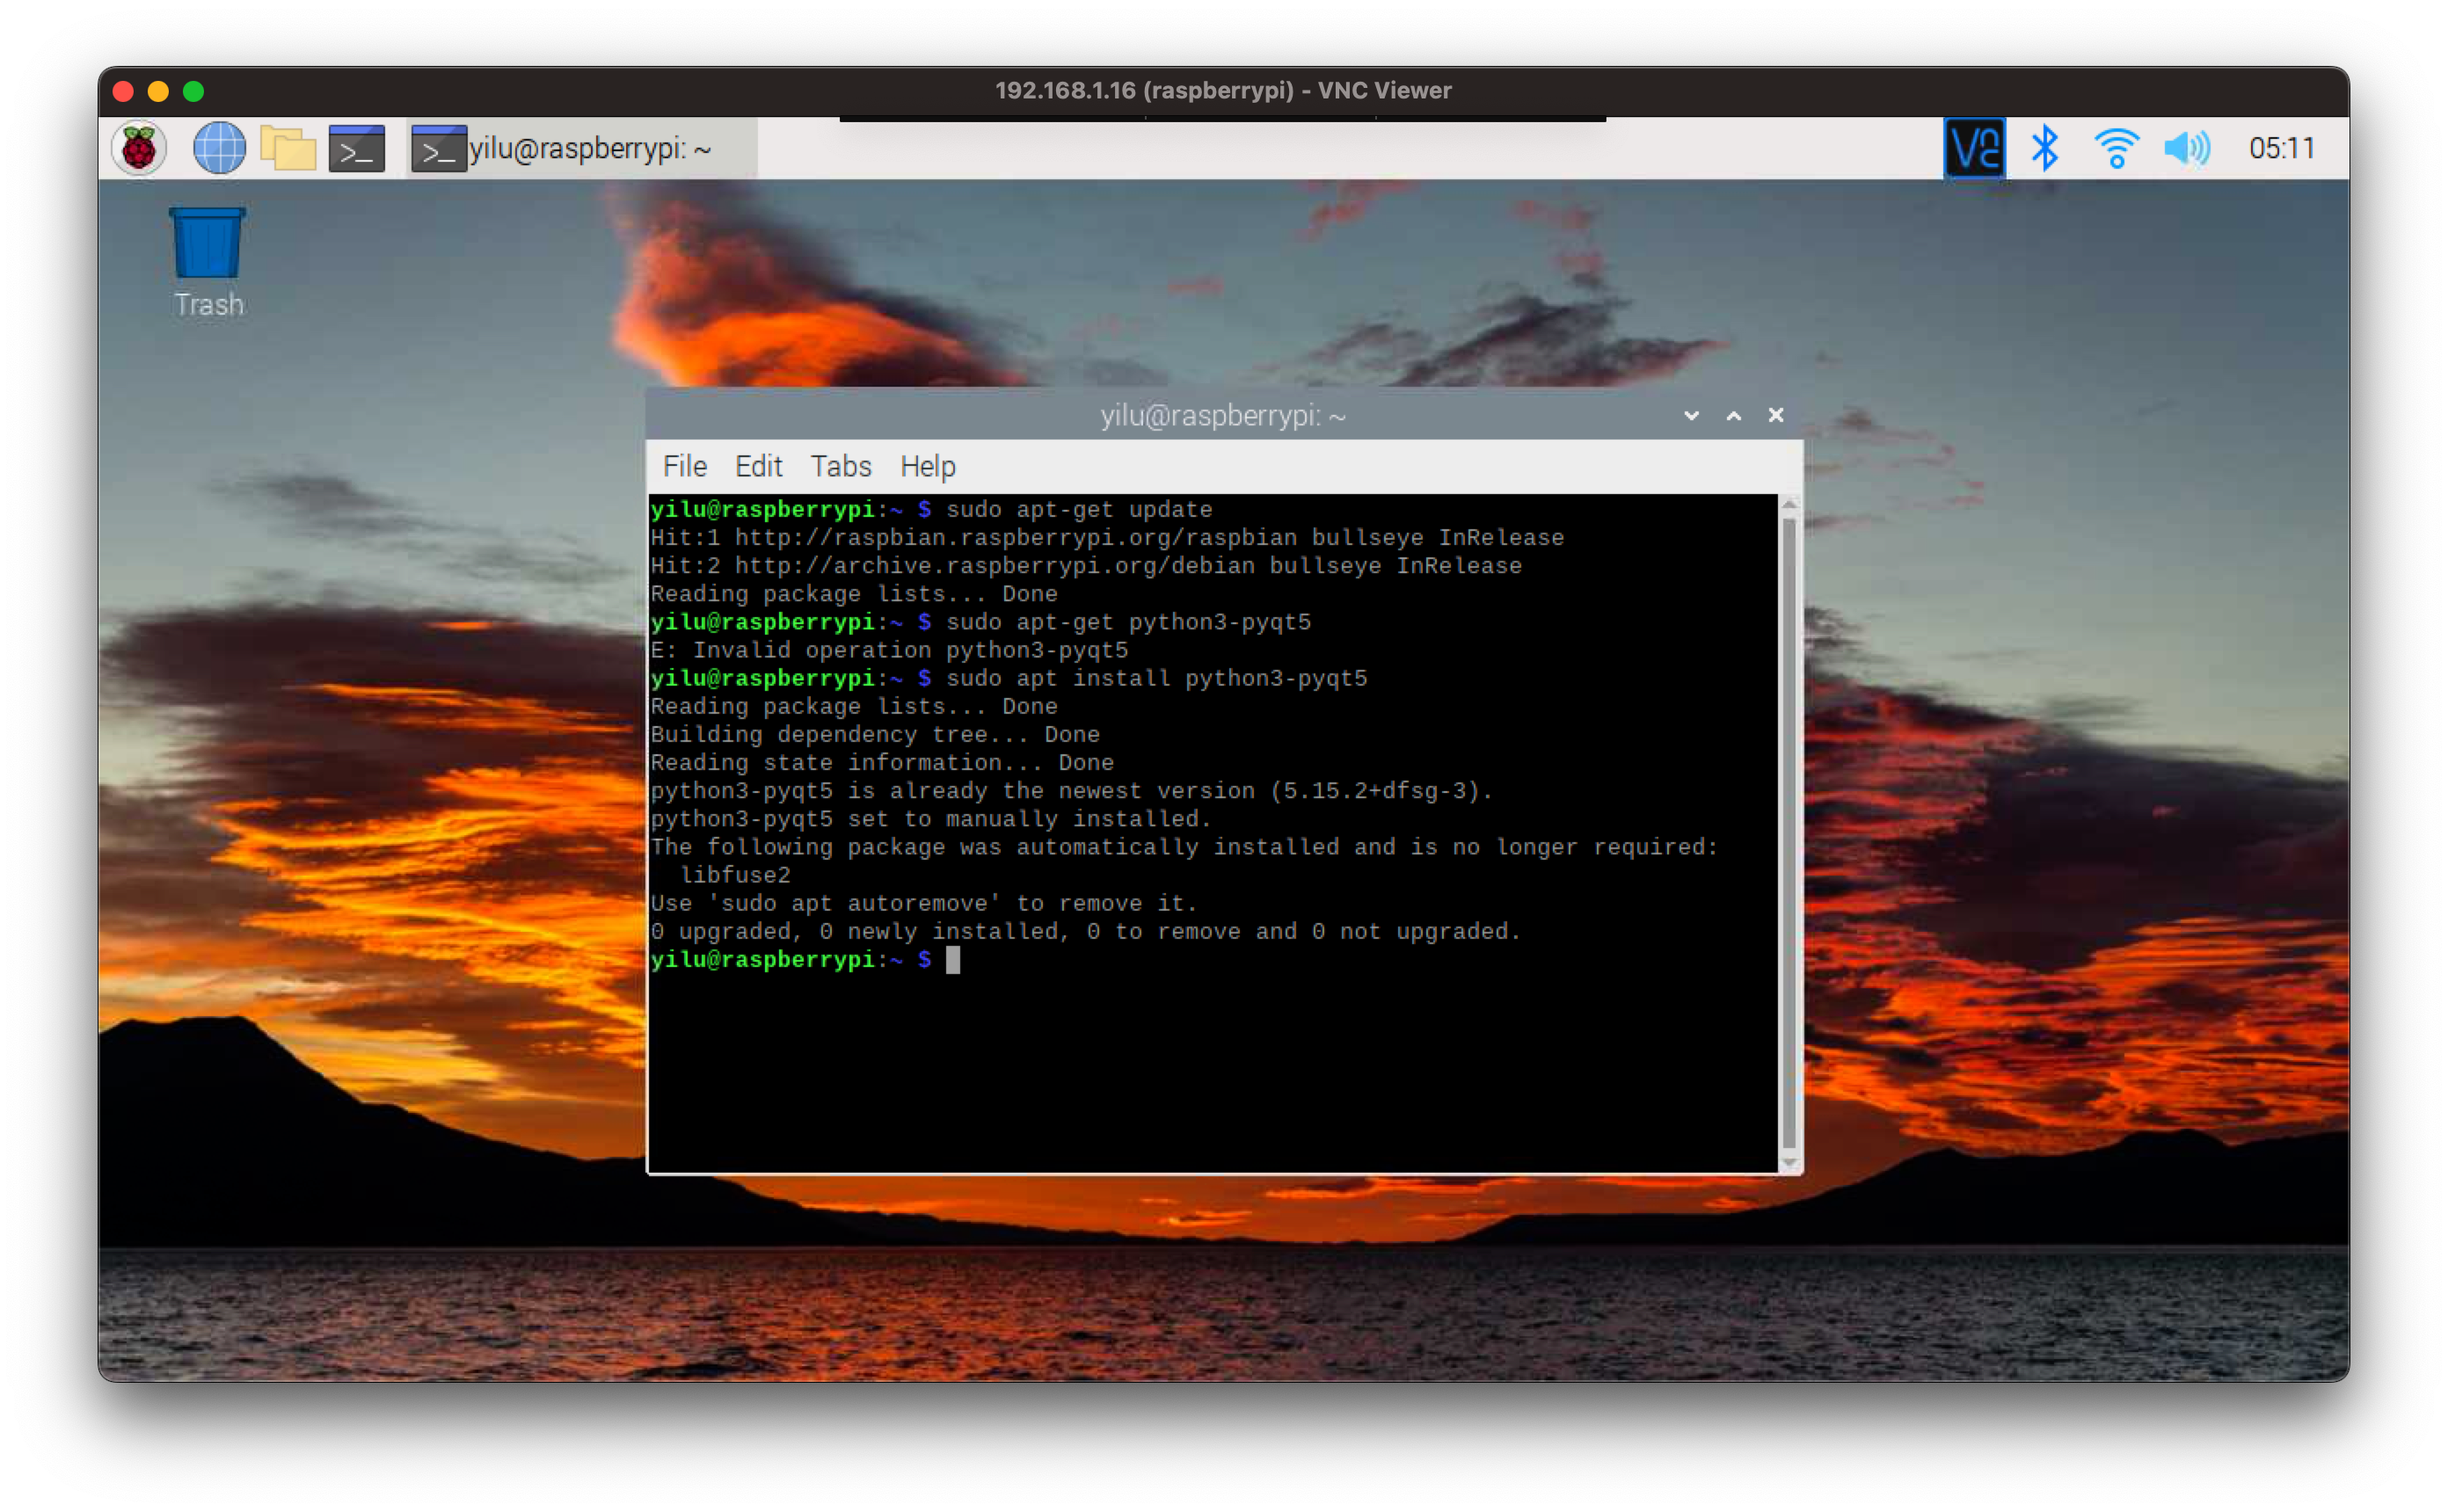 192.168.1.16 (raspberrypi) - VNC Viewer
yilu@raspberrypi: ~
05:11
Trash
yilu@raspberrypi: ~
File Edit Tabs Help
yilu@raspberrypi:~ $ sudo apt-get update
Hit:1 http://raspbian.raspberrypi.org/raspbian bullseye InRelease
Hit:2 http://archive.raspberrypi.org/debian bullseye InRelease
Reading package lists... Done
yilu@raspberrypi:~ $ sudo apt-get python3-pyqt5
E: Invalid operation python3-pyqt5
yilu@raspberrypi:~ $ sudo apt install python3-pyqt5
Reading package lists... Done
Building dependency tree... Done
Reading state information... Done
python3-pyqt5 is already the newest version (5.15.2+dfsg-3).
python3-pyqt5 set to manually installed.
The following package was automatically installed and is no longer required:
  libfuse2
Use 'sudo apt autoremove' to remove it.
0 upgraded, 0 newly installed, 0 to remove and 0 not upgraded.
yilu@raspberrypi:~ $